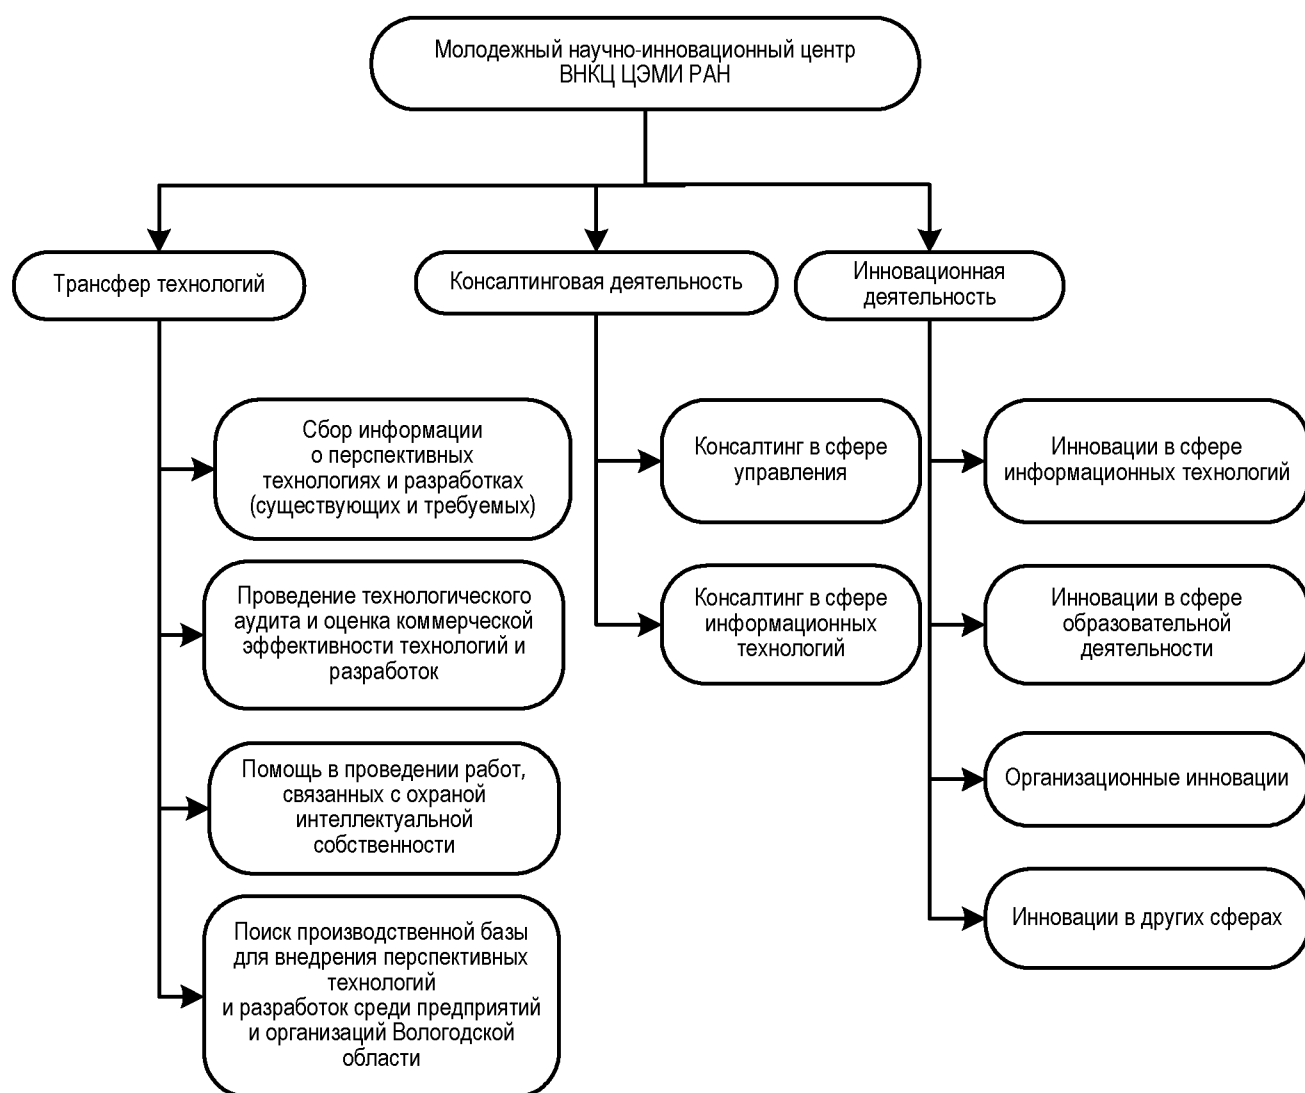 Молодежный научно-инновационный центр
ВНКЦ ЦЭМИ РАН
Трансфер технологий
Консалтинговая деятельность
Инновационная
деятельность
Сбор информации
о перспективных
технологиях и разработках
(существующих и требуемых)
Проведение технологического
аудита и оценка коммерческой
эффективности технологий и
разработок
Помощь в проведении работ,
связанных с охраной
интеллектуальной
собственности
Поиск производственной базы
для внедрения перспективных
технологий
и разработок среди предприятий
и организаций Вологодской
области
Консалтинг в сфере
управления
Консалтинг в сфере
информационных
технологий
Инновации в сфере
информационных технологий
Инновации в сфере
образовательной
деятельности
Организационные инновации
Инновации в других сферах